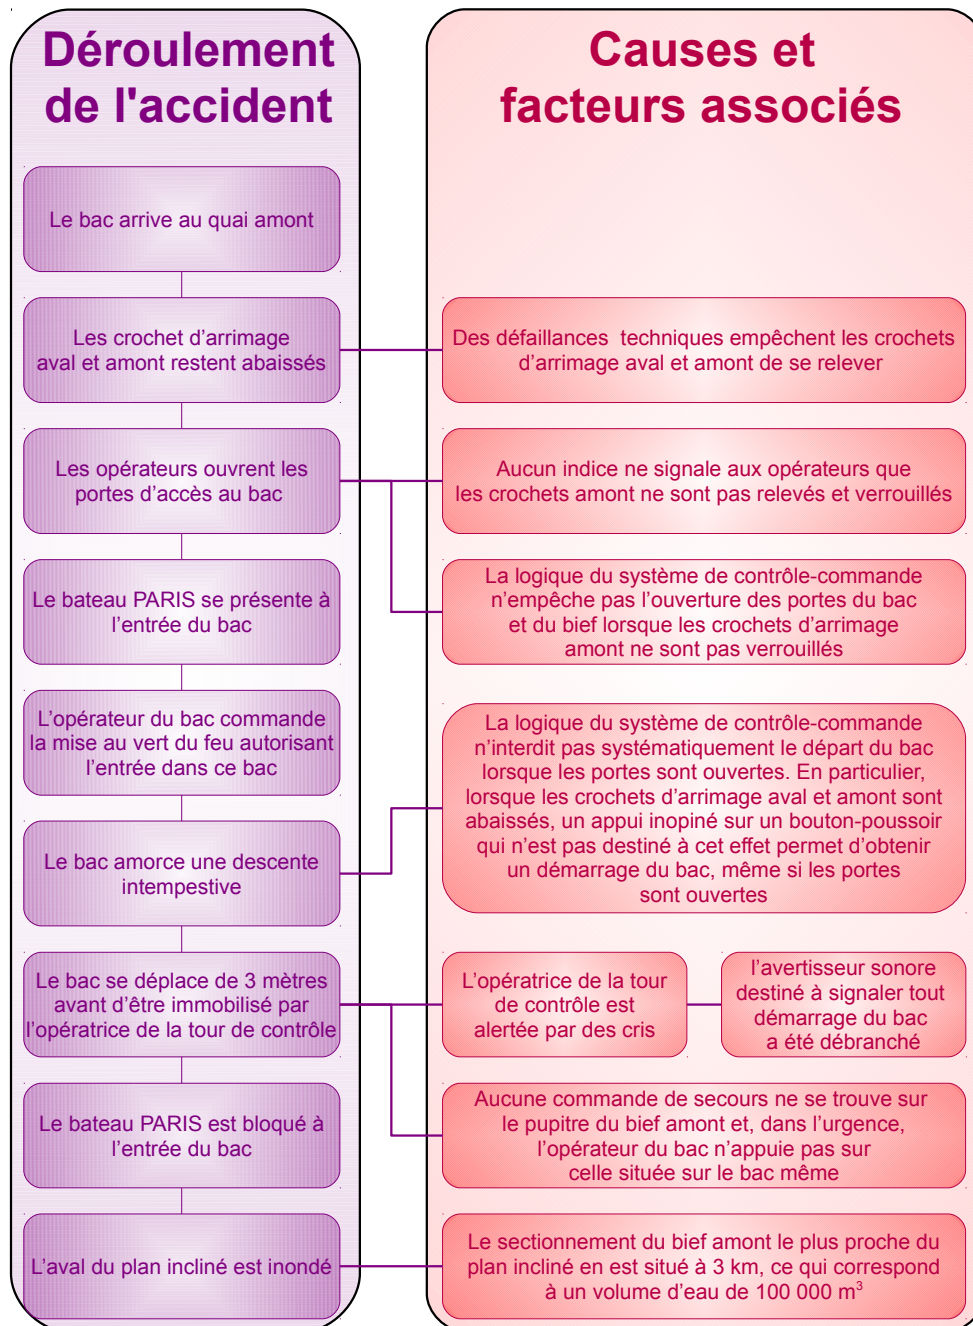 Déroulement
de l'accident
Le bac arrive au quai amont
Les crochet d’arrimage
aval et amont restent abaissés
Les opérateurs ouvrent les
portes d’accès au bac
Le bateau PARIS se présente à
l’entrée du bac
L’opérateur du bac commande
la mise au vert du feu autorisant
l’entrée dans ce bac
Le bac amorce une descente
intempestive
Le bac se déplace de 3 mètres
avant d’être immobilisé par
l’opératrice de la tour de contrôle
Le bateau PARIS est bloqué à
l’entrée du bac
L’aval du plan incliné est inondé
Causes et
facteurs associés
Des défaillances techniques empêchent les crochets
d’arrimage aval et amont de se relever
Aucun indice ne signale aux opérateurs que
les crochets amont ne sont pas relevés et verrouillés
La logique du système de contrôle-commande
n’empêche pas l’ouverture des portes du bac
et du bief lorsque les crochets d’arrimage
amont ne sont pas verrouillés
La logique du système de contrôle-commande
n’interdit pas systématiquement le départ du bac
lorsque les portes sont ouvertes. En particulier,
lorsque les crochets d’arrimage aval et amont sont
abaissés, un appui inopiné sur un bouton-poussoir
qui n’est pas destiné à cet effet permet d’obtenir
un démarrage du bac, même si les portes
sont ouvertes
L’opératrice de la tour
de contrôle est
alertée par des cris
l’avertisseur sonore
destiné à signaler tout
démarrage du bac
a été débranché
Aucune commande de secours ne se trouve sur
le pupitre du bief amont et, dans l’urgence,
l’opérateur du bac n’appuie pas sur
celle située sur le bac même
Le sectionnement du bief amont le plus proche du
plan incliné en est situé à 3 km, ce qui correspond
à un volume d’eau de 100 000 m³